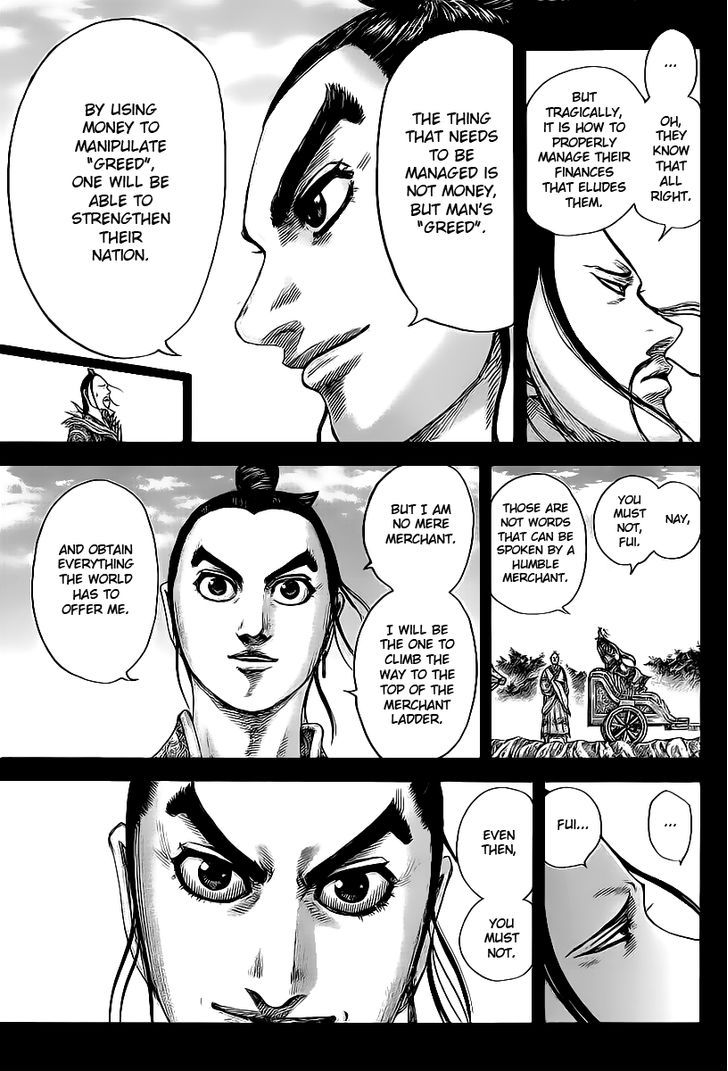 ...
OH,
THEY
KNOW
THAT
ALL
RIGHT.
BUT
TRAGICALLY,
IT IS HOW TO
PROPERLY
MANAGE THEIR
FINANCES
THAT ELLUDES
THEM.
THE THING
THAT NEEDS
TO BE
MANAGED IS
NOT MONEY,
BUT MAN'S
"GREED".
BY USING
MONEY TO
MANIPULATE
"GREED",
ONE WILL BE
ABLE TO
STRENGTHEN
THEIR
NATION.
NAY,
YOU
MUST
NOT,
FUI.
THOSE ARE
NOT WORDS
THAT CAN BE
SPOKEN BY A
HUMBLE
MERCHANT.
BUT I AM
NO MERE
MERCHANT.
I WILL BE
THE ONE TO
CLIMB THE
WAY TO THE
TOP OF THE
MERCHANT
LADDER.
AND OBTAIN
EVERYTHING
THE WORLD
HAS TO
OFFER ME.
...
FUI...
EVEN
THEN,
YOU
MUST
NOT.